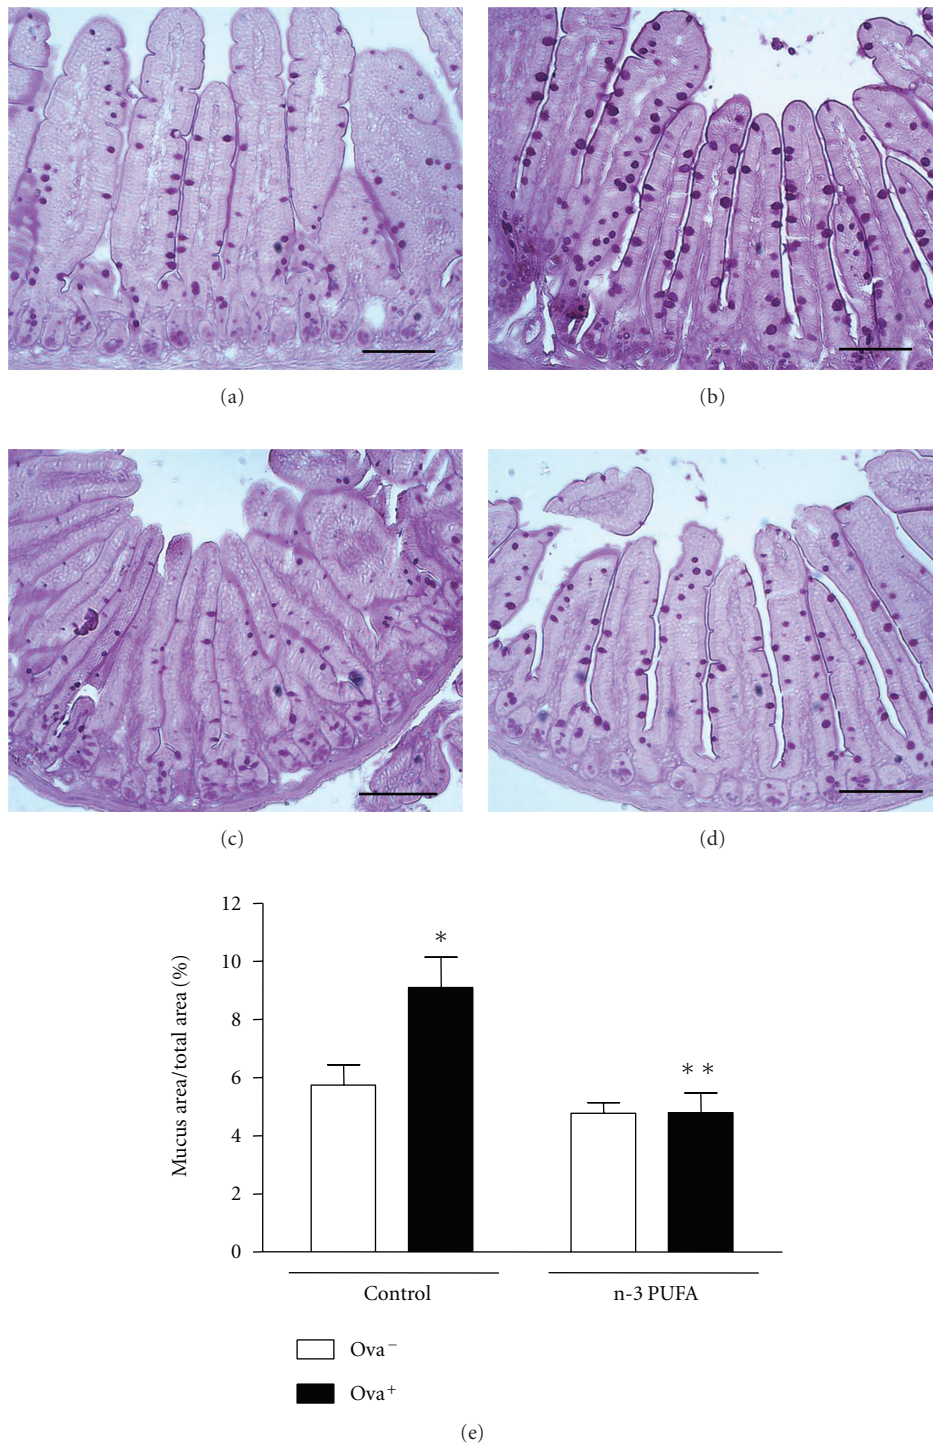 (a)
(b)
(c)
(d)
12
10
8
6
4
2
0
Mucus area/total area (%)
*
**
Control
n-3 PUFA
Ova⁻
Ova⁺
(e)